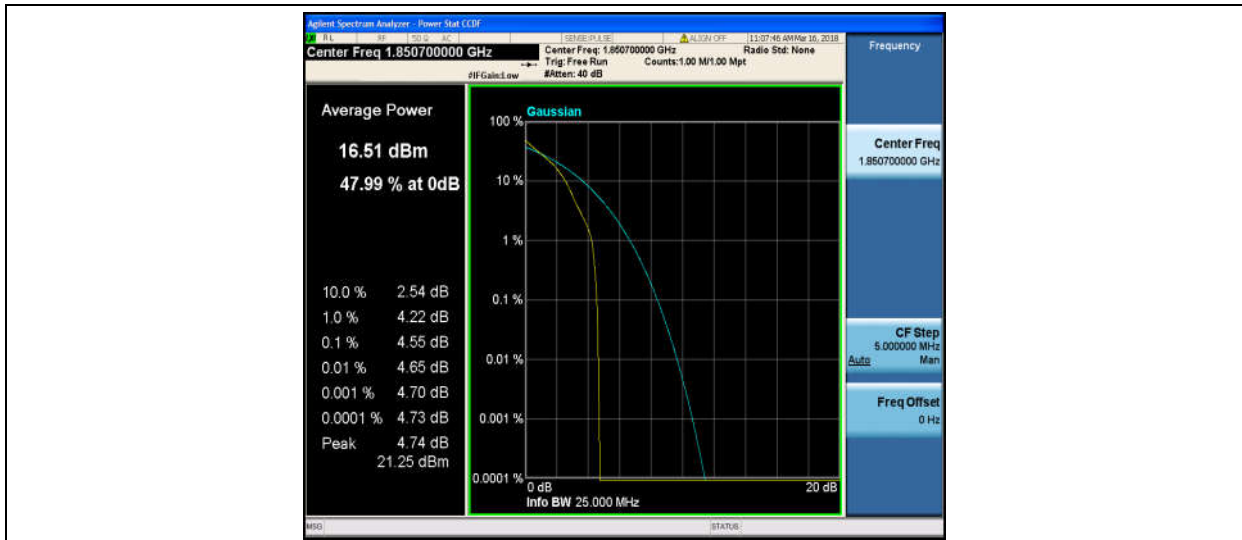 Agilent Spectrum Analyzer - Power Stat CCDF
RL RF 50 Ω AC SENSE:PULSE ALIGN OFF 11:07:46 AM Mar 16, 2018
Center Freq 1.850700000 GHz
Center Freq: 1.850700000 GHz Radio Std: None
Trig: Free Run Counts:1.00 M/1.00 Mpt
#IFGain:Low #Atten: 40 dB
Frequency
Average Power
16.51 dBm
47.99 % at 0dB
10.0 % 2.54 dB
1.0 % 4.22 dB
0.1 % 4.55 dB
0.01 % 4.65 dB
0.001 % 4.70 dB
0.0001 % 4.73 dB
Peak 4.74 dB
21.25 dBm
Gaussian
100 %
10 %
1 %
0.1 %
0.01 %
0.001 %
0.0001 %
0 dB 20 dB
Info BW 25.000 MHz
Center Freq
1.850700000 GHz
CF Step
5.000000 MHz
Auto Man
Freq Offset
0 Hz
MSG STATUS